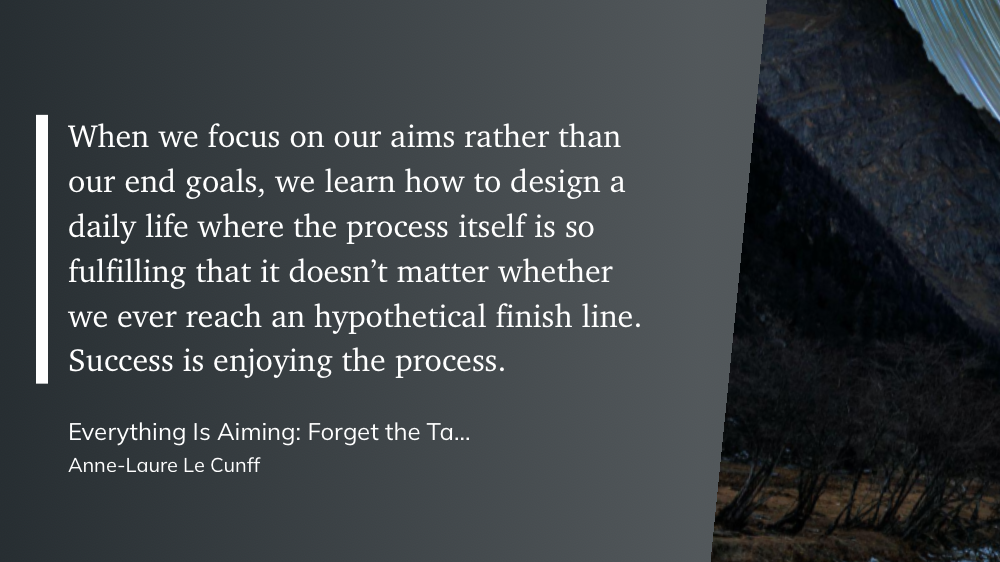 When we focus on our aims rather than
our end goals, we learn how to design a
daily life where the process itself is so
fulfilling that it doesn’t matter whether
we ever reach an hypothetical finish line.
Success is enjoying the process.
Everything Is Aiming: Forget the Ta...
Anne-Laure Le Cunff